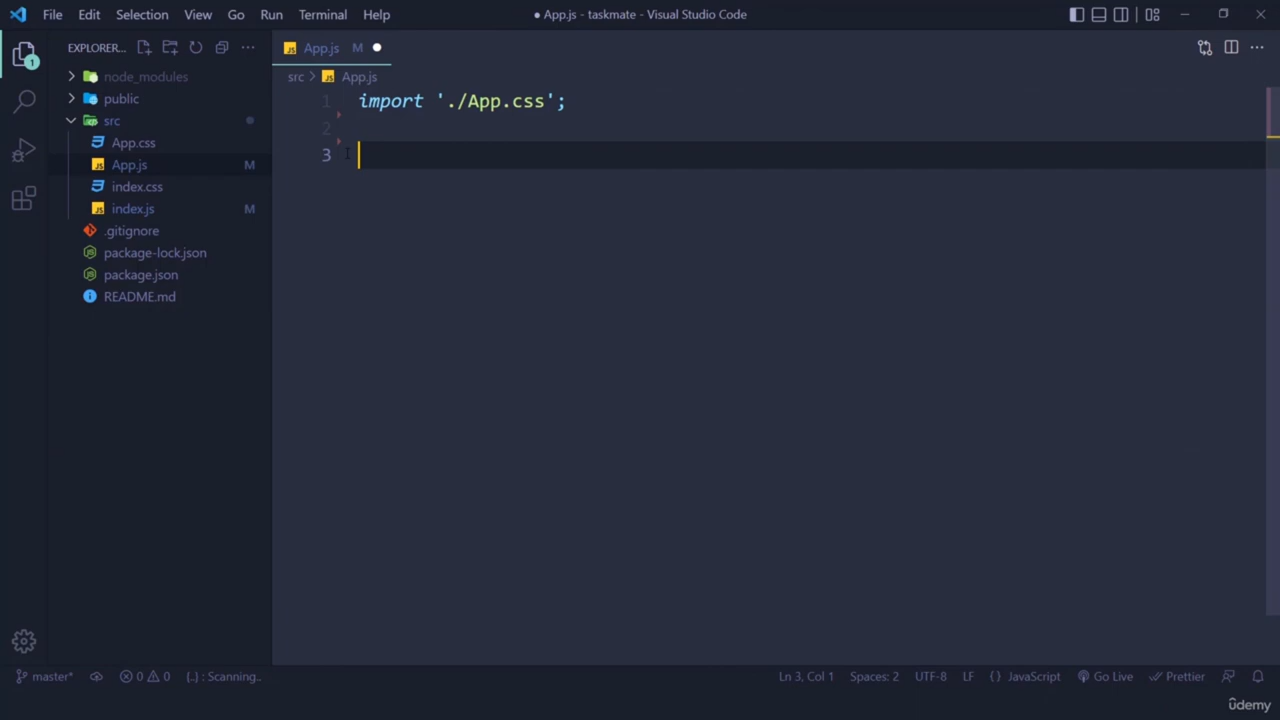 File Edit Selection View Go Run Terminal Help
● App.js - taskmate - Visual Studio Code
EXPLORER...
1
node_modules
public
src
App.css
App.js M
index.css
index.js M
.gitignore
package-lock.json
package.json
README.md
App.js M
src > App.js
1 import './App.css';
2
3
master* 0 0 {..} : Scanning..
Ln 3, Col 1 Spaces: 2 UTF-8 LF {} JavaScript Go Live Prettier
ûdemy